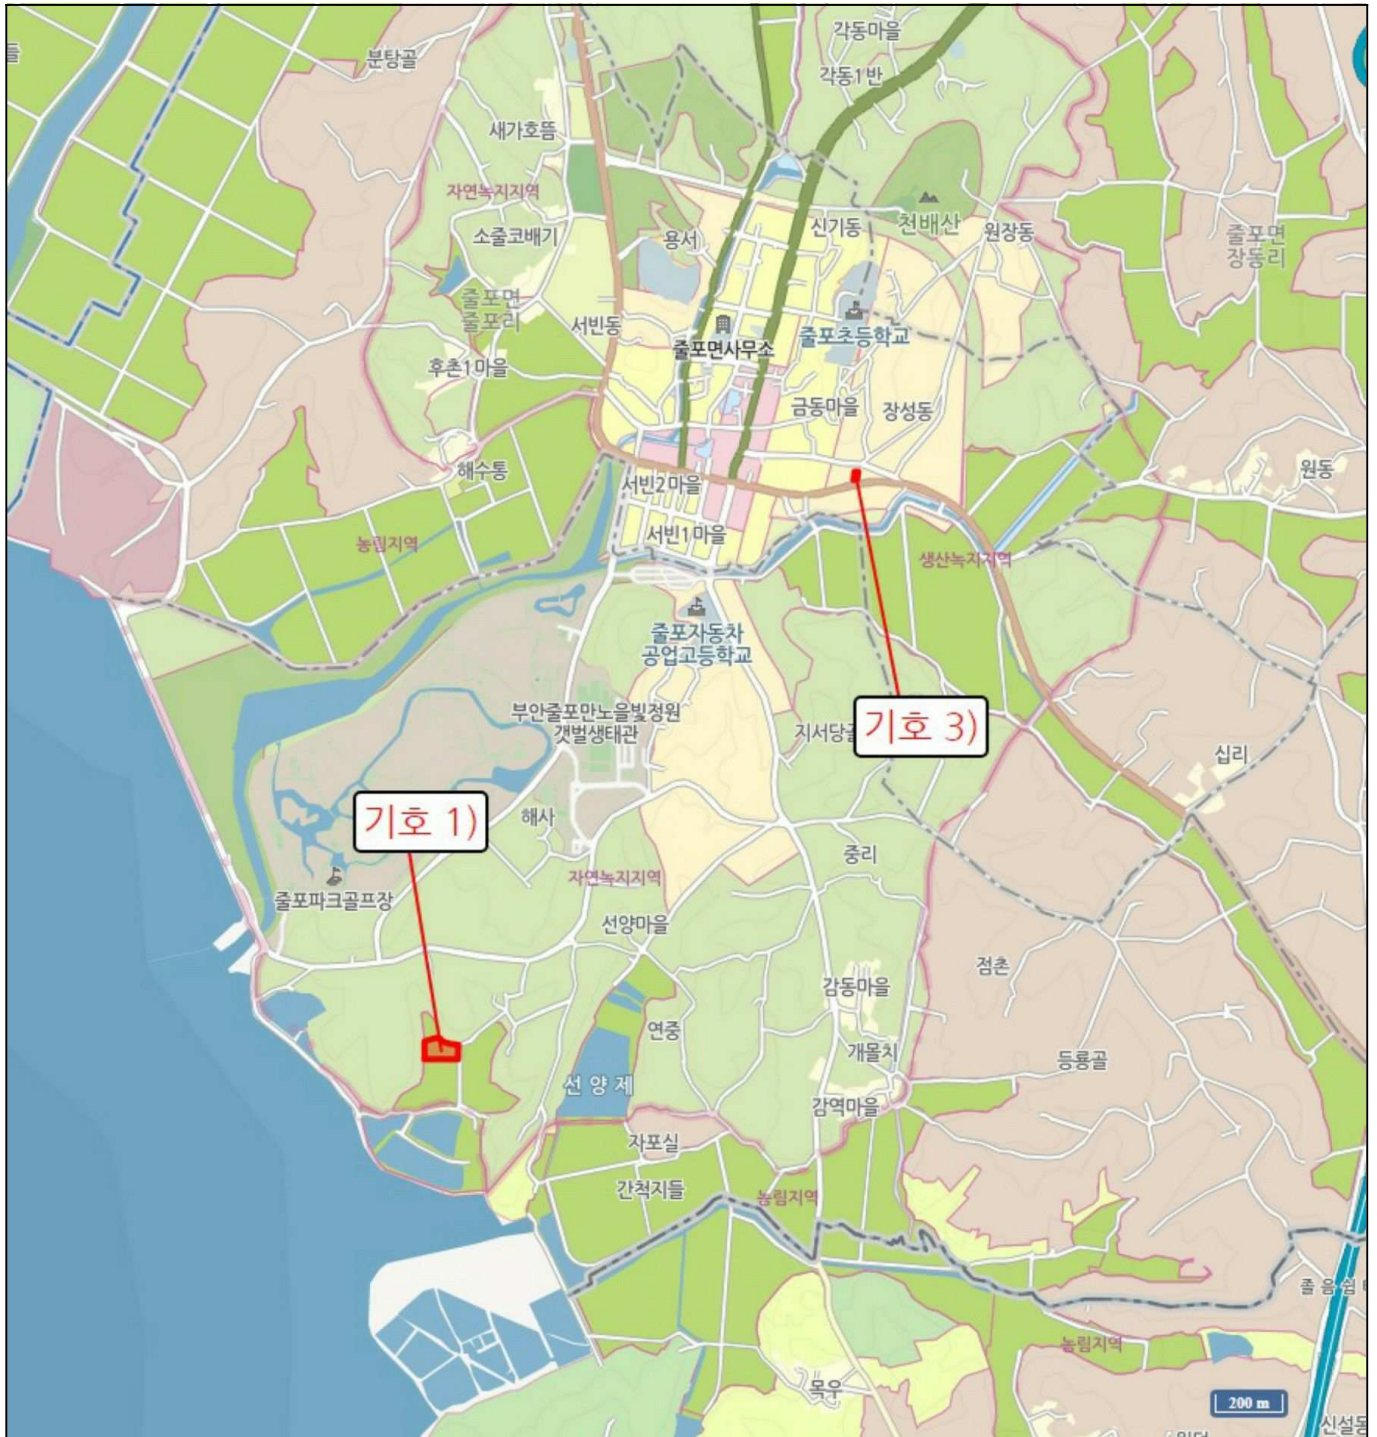 각동마을
들
분탕골
각동1반
새가호뜸
자연녹지지역
천배산
신기동
원장동
소줄코배기
용서
줄포면
장동리
줄포면
줄포리
서빈동
줄포초등학교
줄포면사무소
후촌1마을
금동마을
장성동
해수통
원동
서빈2마을
서빈1마을
농림지역
생산녹지지역
줄포자동차
공업고등학교
부안줄포만노을빛정원
갯벌생태관
지서당골
기호 3)
십리
기호 1)
해사
중리
자연녹지지역
줄포파크골프장
선양마을
점촌
감동마을
연중
개몰치
등룡골
선양제
감역마을
자포실
간척지들
농림지역
졸음쉼
농림지역
목우
200 m
신설동